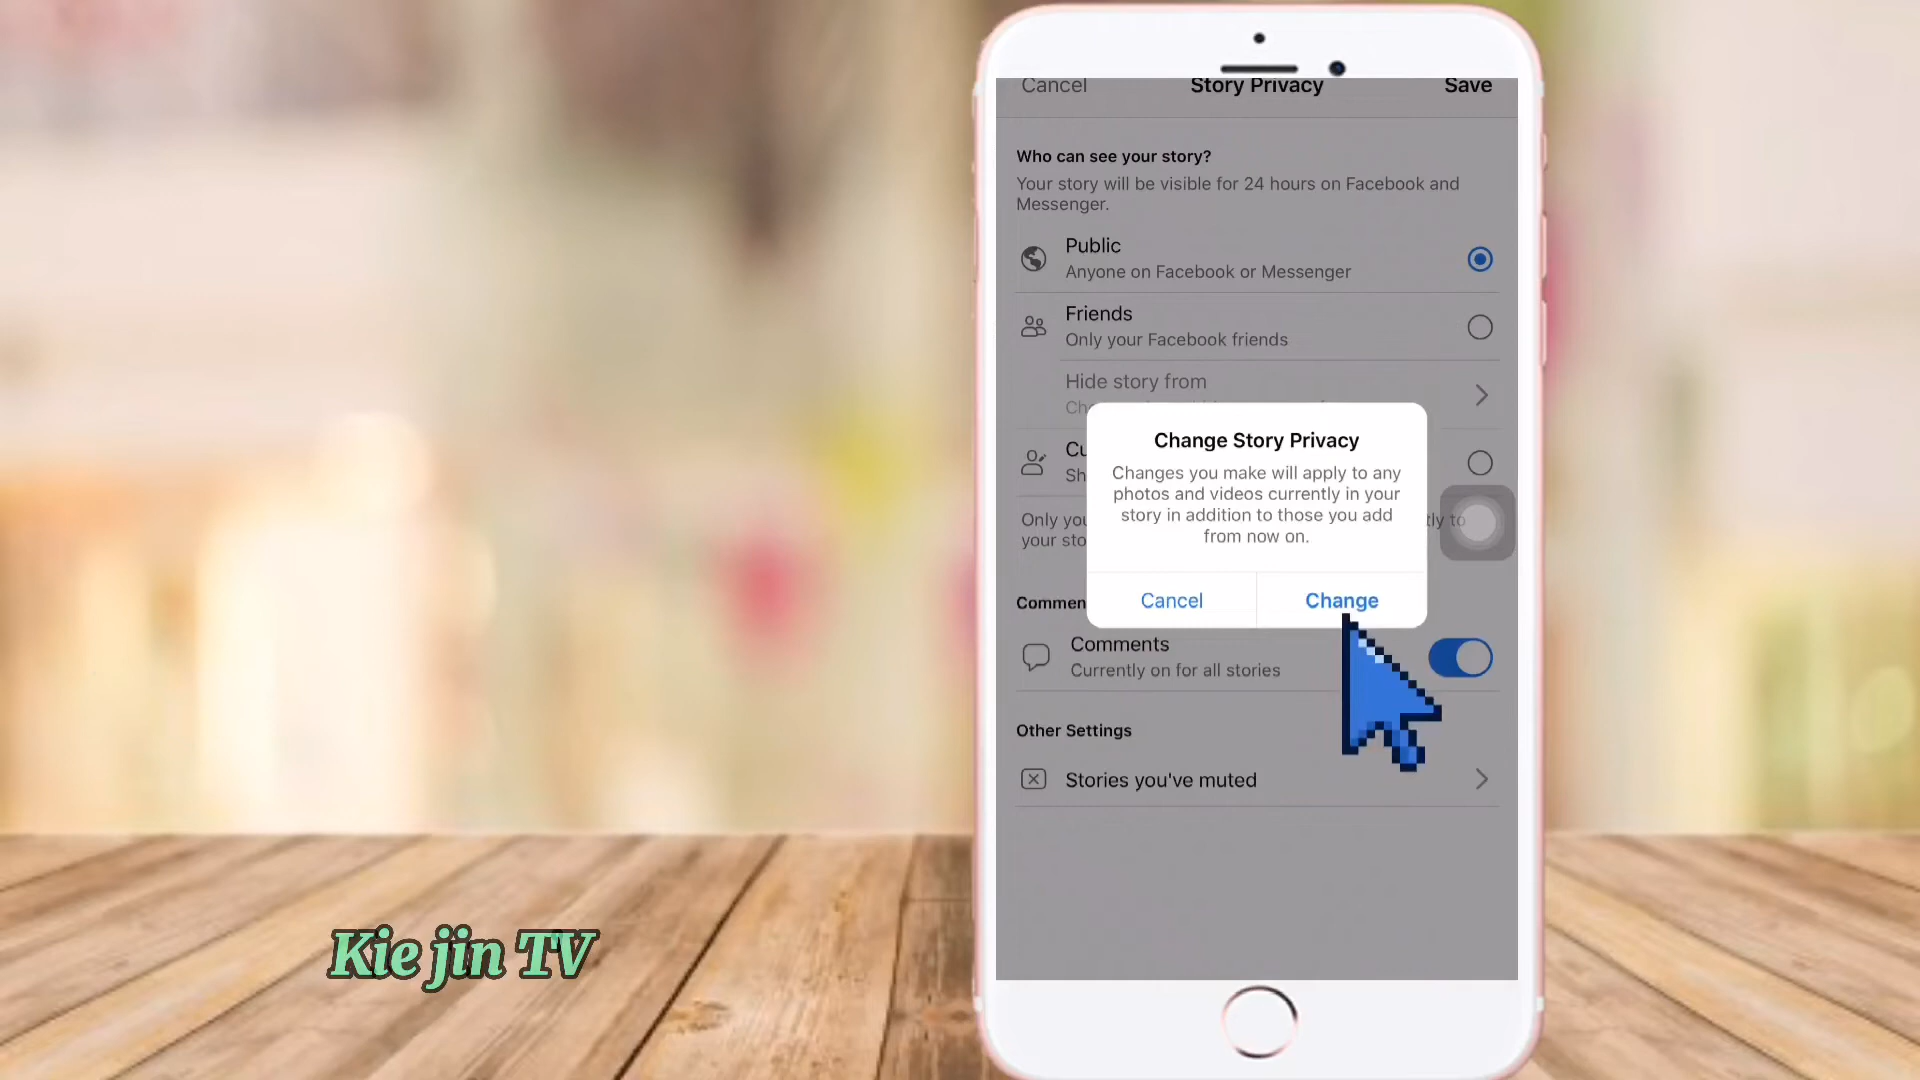 Cancel Story Privacy Save
Who can see your story?
Your story will be visible for 24 hours on Facebook and
Messenger.
Public
Anyone on Facebook or Messenger
Friends
Only your Facebook friends
Hide story from
Change Story Privacy
Changes you make will apply to any
photos and videos currently in your
story in addition to those you add
from now on.
Cancel Change
Only
your
Comments
Currently on for all stories
Other Settings
Stories you've muted
Kie jin TV